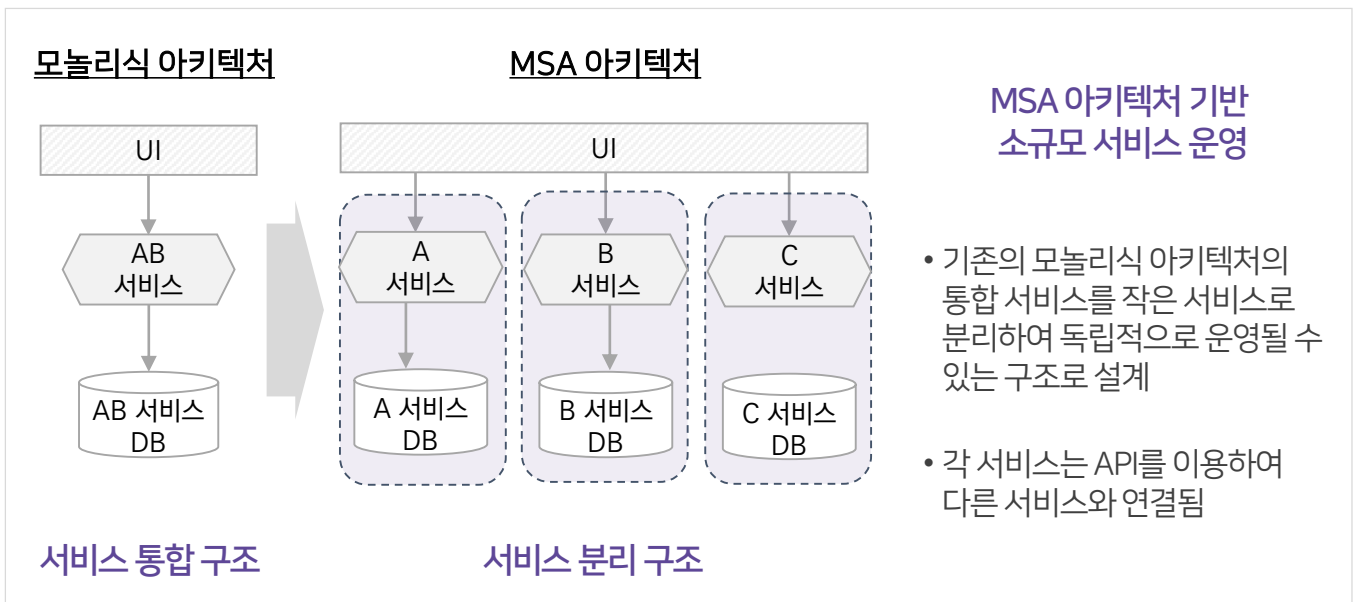 모놀리식 아키텍처
UI
AB
서비스
AB 서비스
DB
서비스 통합 구조
MSA 아키텍처
UI
A
서비스
B
서비스
C
서비스
A 서비스
DB
B 서비스
DB
C 서비스
DB
서비스 분리 구조
MSA 아키텍처 기반
소규모 서비스 운영
• 기존의 모놀리식 아키텍처의
통합 서비스를 작은 서비스로
분리하여 독립적으로 운영될 수
있는 구조로 설계
• 각 서비스는 API를 이용하여
다른 서비스와 연결됨